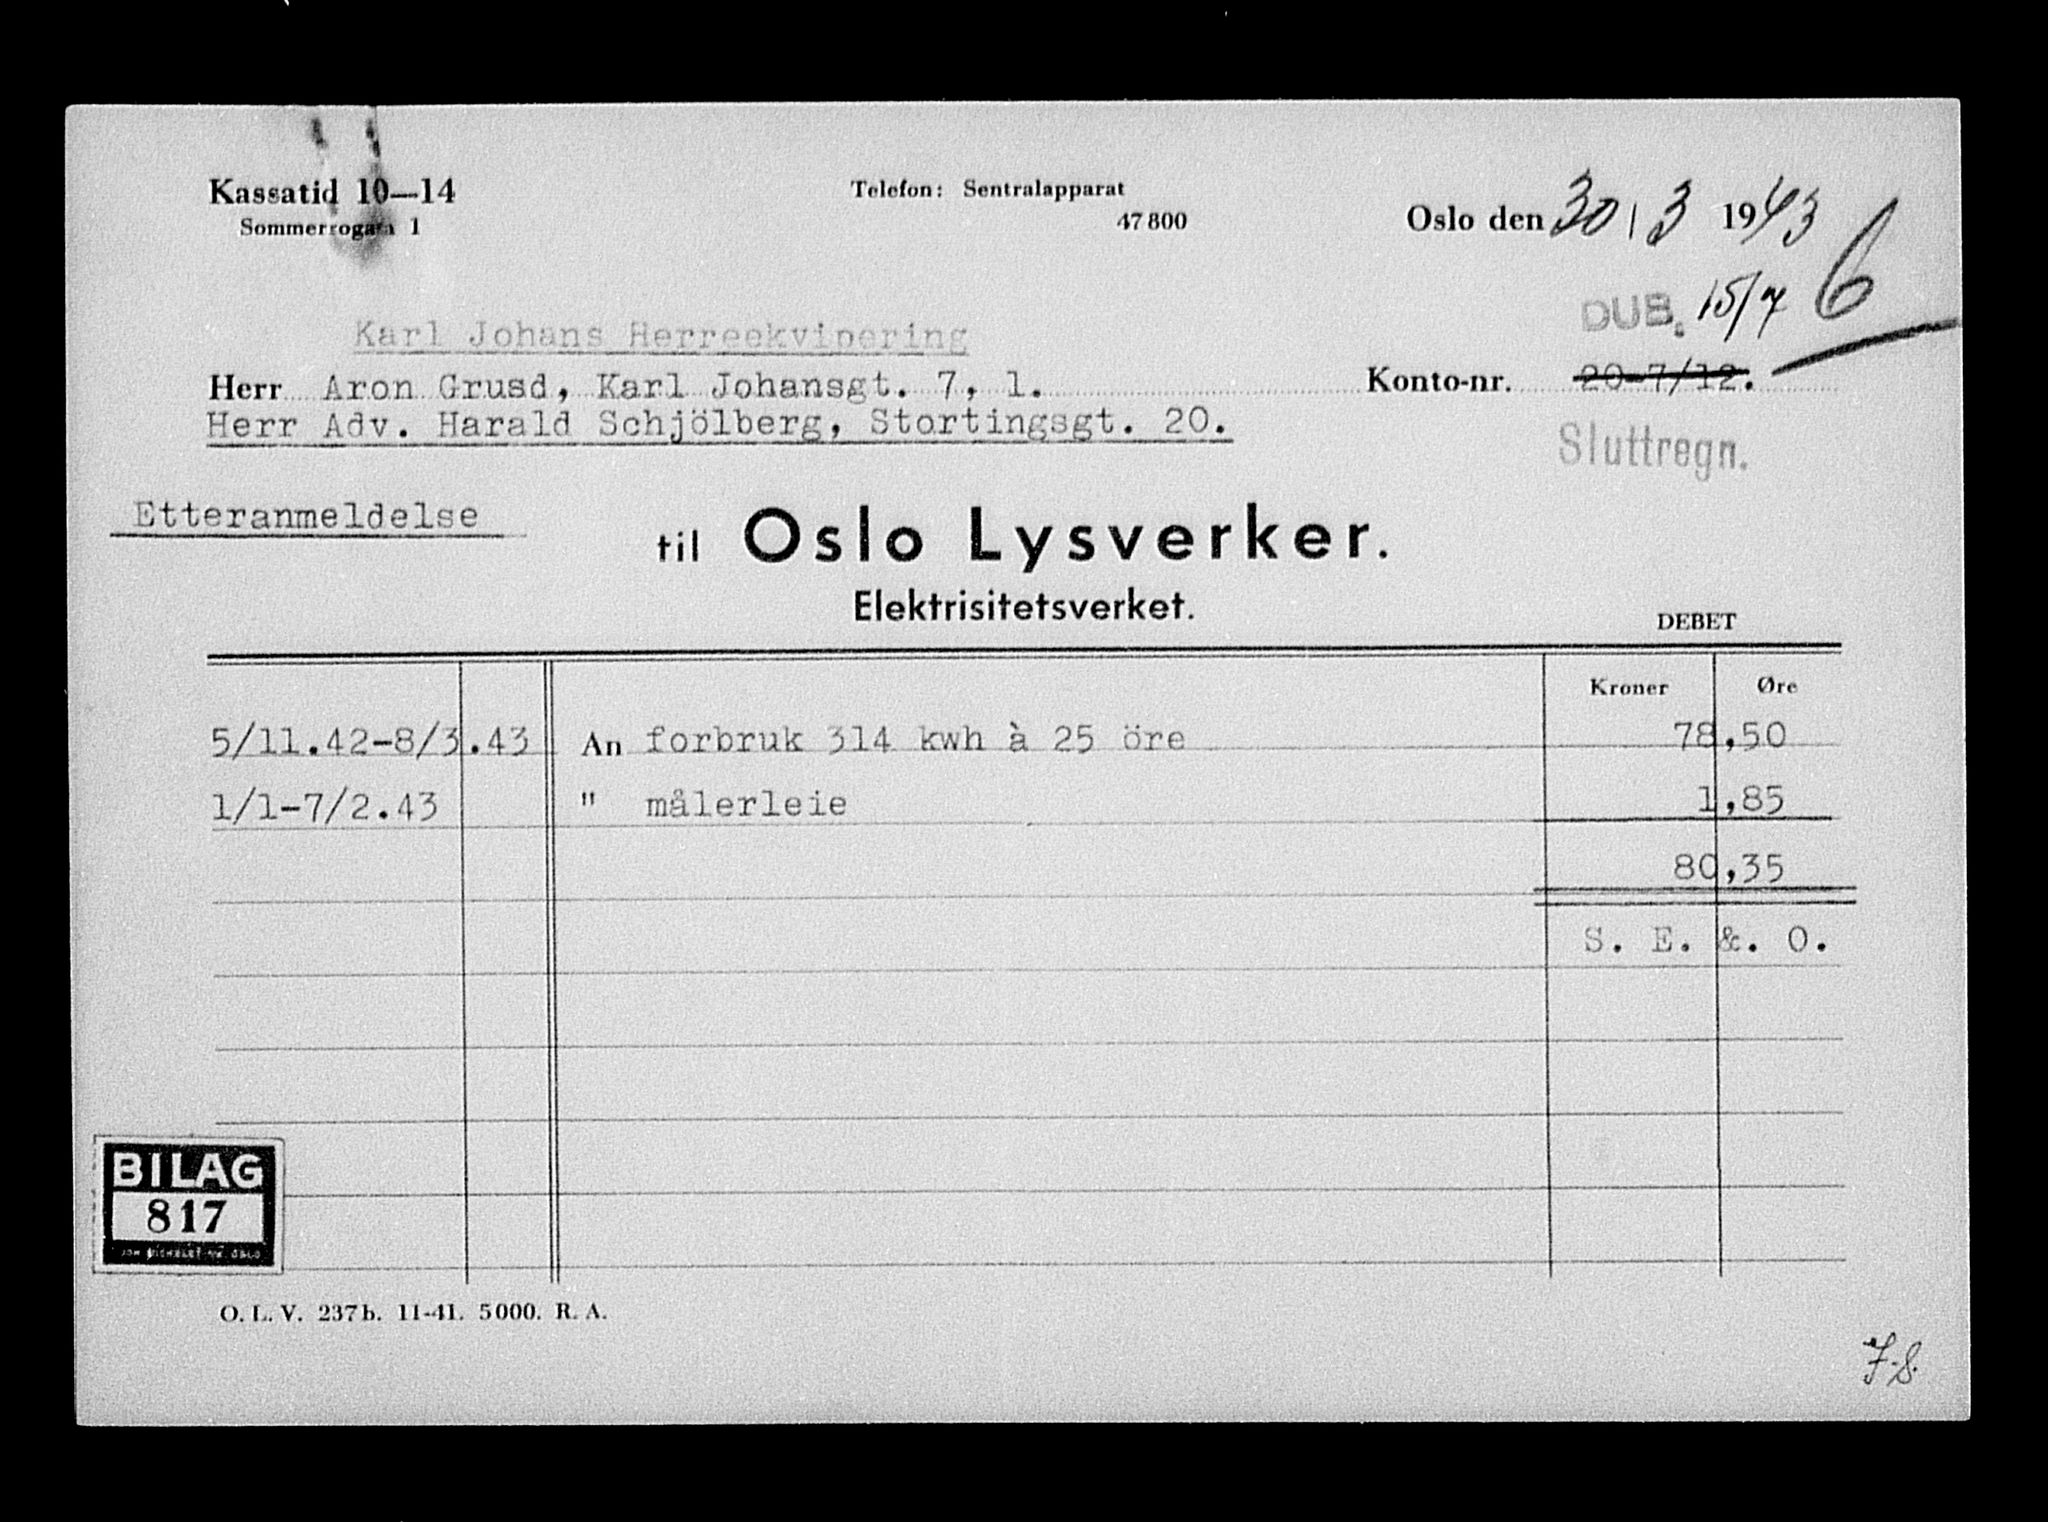 Kassatid 10—14
Sommerrogata 1
Telefon: Sentralapparat
47 800
Oslo den 30/3 1943
DUB. 15/7 6
Karl Johans Herreekvipering
Herr Aron Grusd, Karl Johansgt. 7, 1.
Konto-nr. 20-7/12.
Herr Adv. Harald Schjölberg, Stortingsgt. 20.
Sluttregn.
Etteranmeldelse
til Oslo Lysverker.
Elektrisitetsverket.
DEBET
Kroner Øre
5/11.42-8/3.43 An forbruk 314 kwh à 25 öre 78,50
1/1-7/2.43 " målerleie 1,85
80,35
S. E. &. O.
BILAG
817
O. L. V. 237 b. 11-41. 5000. R. A.